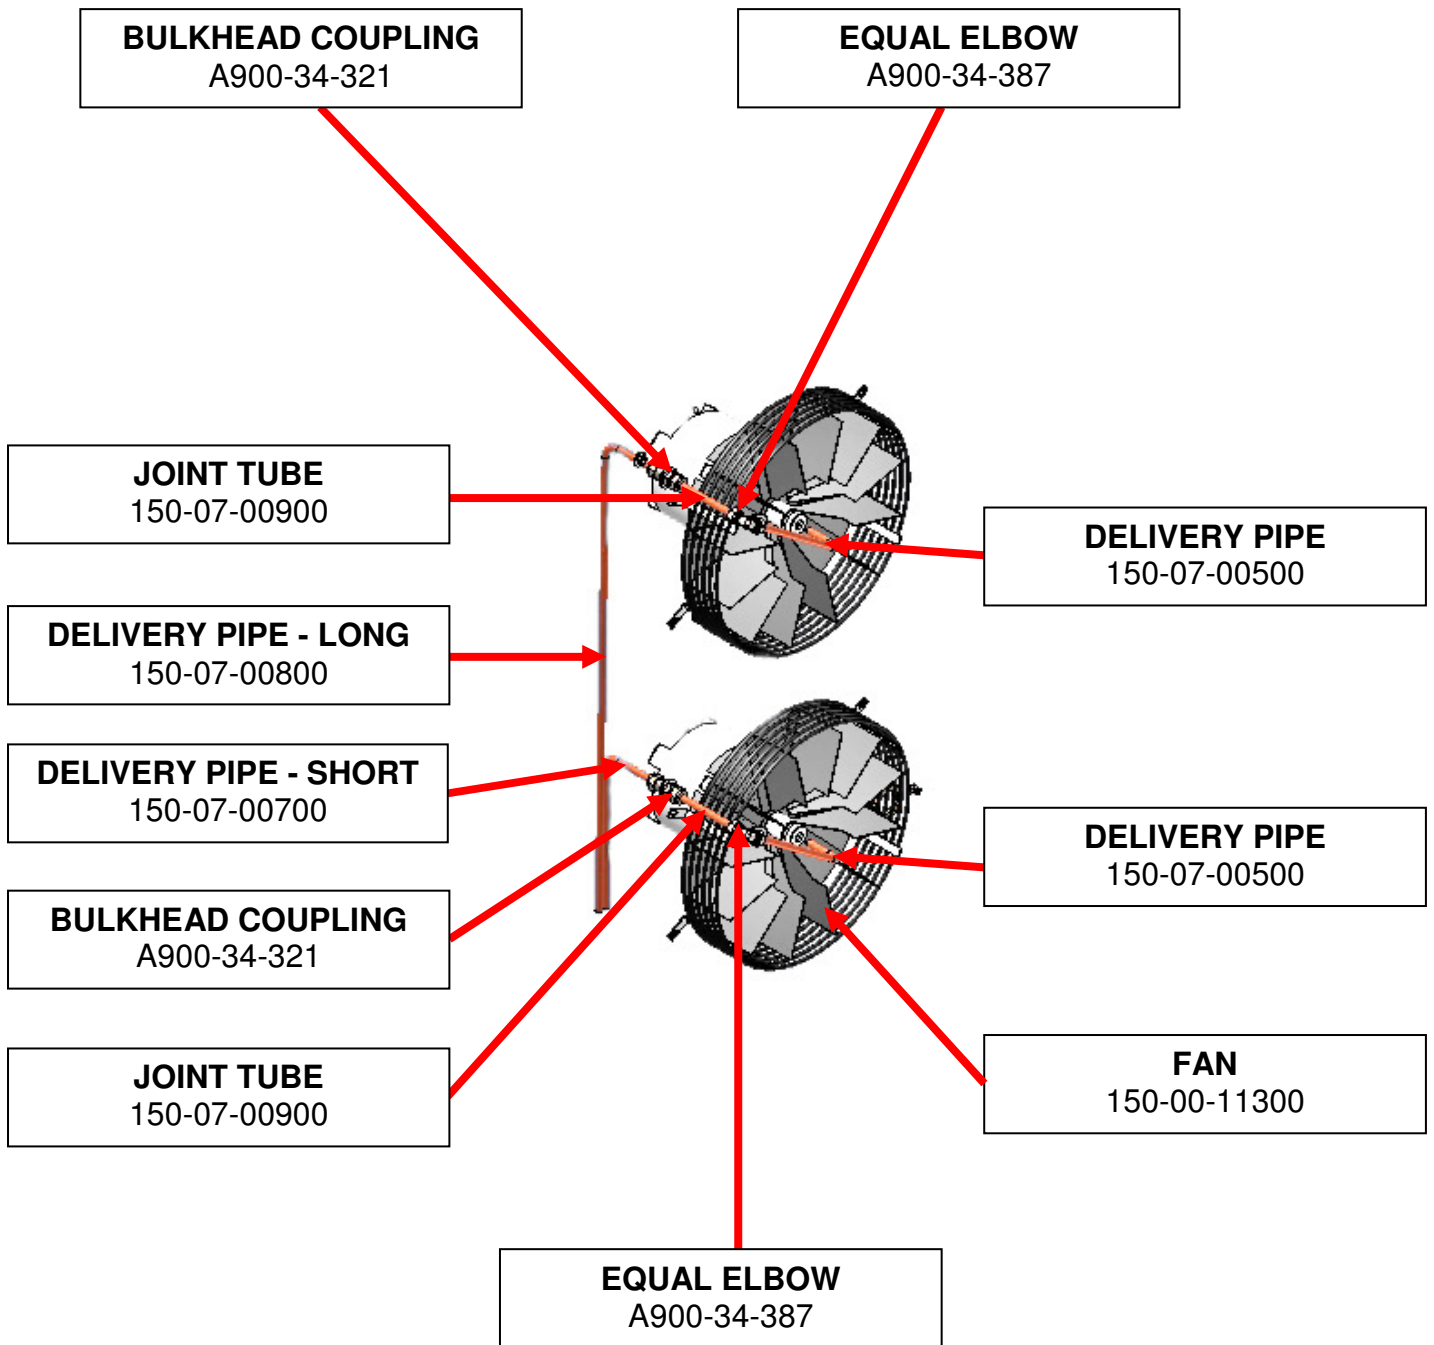 BULKHEAD COUPLING
A900-34-321
EQUAL ELBOW
A900-34-387
JOINT TUBE
150-07-00900
DELIVERY PIPE
150-07-00500
DELIVERY PIPE - LONG
150-07-00800
DELIVERY PIPE - SHORT
150-07-00700
DELIVERY PIPE
150-07-00500
BULKHEAD COUPLING
A900-34-321
JOINT TUBE
150-07-00900
FAN
150-00-11300
EQUAL ELBOW
A900-34-387